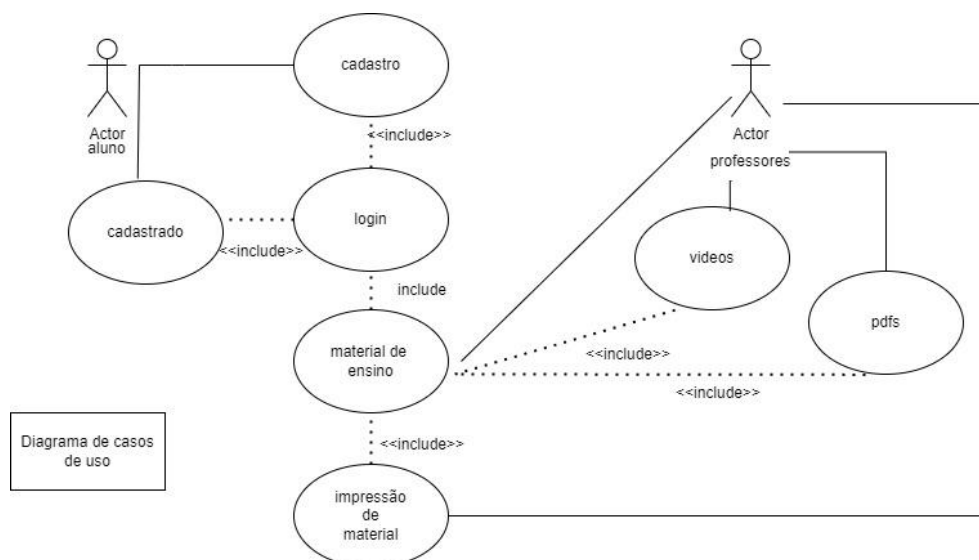 cadastro
Actor
aluno
<<include>>
Actor
professores
cadastrado
login
<<include>>
videos
include
pdfs
material de
ensino
<<include>>
<<include>>
Diagrama de casos
de uso
<<include>>
impressão
de
material